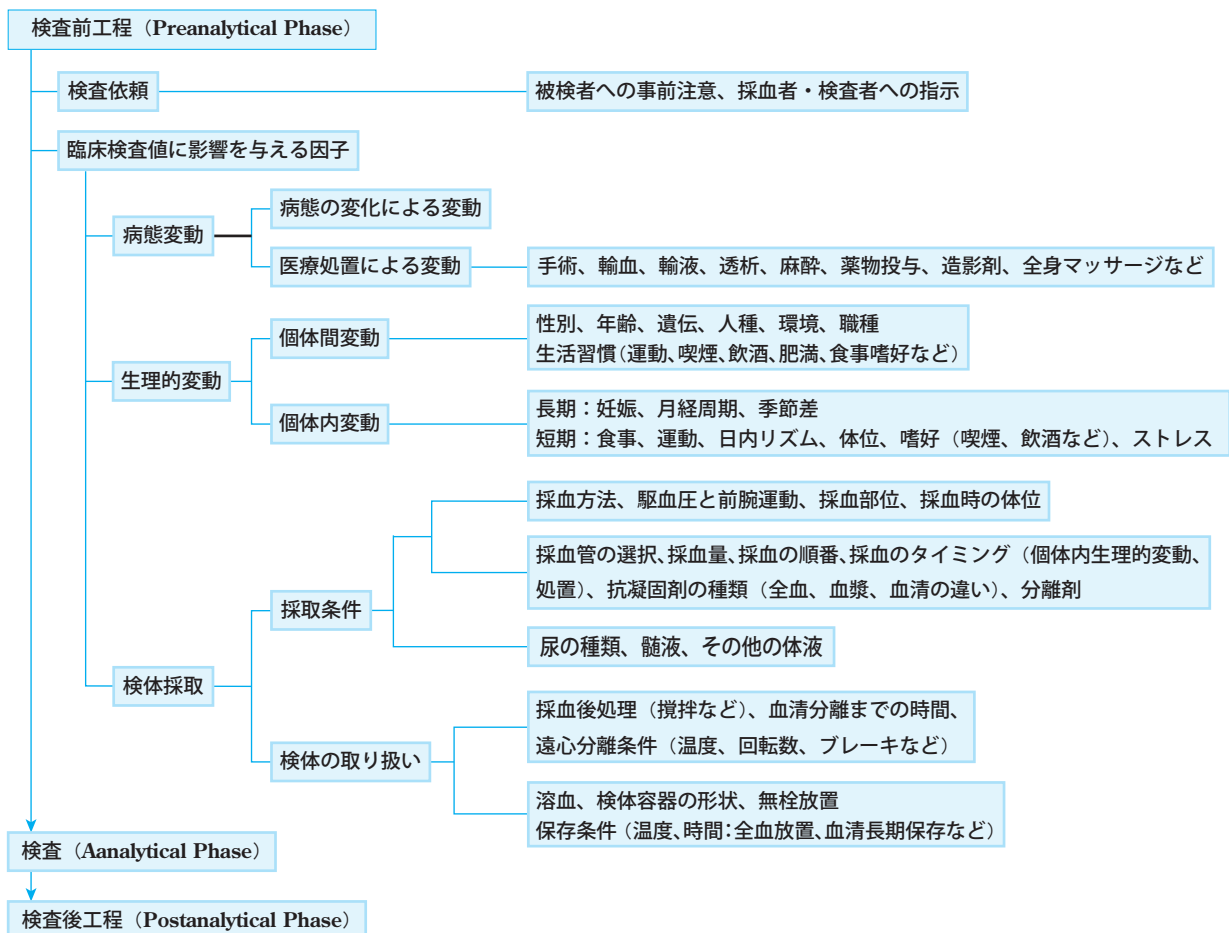 検査前工程（Preanalytical Phase）
検査依頼
被検者への事前注意、採血者・検査者への指示
臨床検査値に影響を与える因子
病態変動
病態の変化による変動
医療処置による変動
手術、輸血、輸液、透析、麻酔、薬物投与、造影剤、全身マッサージなど
生理的変動
個体間変動
性別、年齢、遺伝、人種、環境、職種
生活習慣（運動、喫煙、飲酒、肥満、食事嗜好など）
個体内変動
長期：妊娠、月経周期、季節差
短期：食事、運動、日内リズム、体位、嗜好（喫煙、飲酒など）、ストレス
検体採取
採取条件
採血方法、駆血圧と前腕運動、採血部位、採血時の体位
採血管の選択、採血量、採血の順番、採血のタイミング（個体内生理的変動、
処置）、抗凝固剤の種類（全血、血漿、血清の違い）、分離剤
尿の種類、髄液、その他の体液
検体の取り扱い
採血後処理（撹拌など）、血清分離までの時間、
遠心分離条件（温度、回転数、ブレーキなど）
溶血、検体容器の形状、無栓放置
保存条件（温度、時間：全血放置、血清長期保存など）
検査（Aanalytical Phase）
検査後工程（Postanalytical Phase）